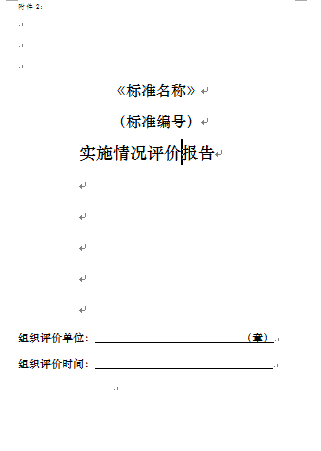 附件 2:
《标准名称》
（标准编号）
实施情况评价报告
组织评价单位：（章）
组织评价时间：